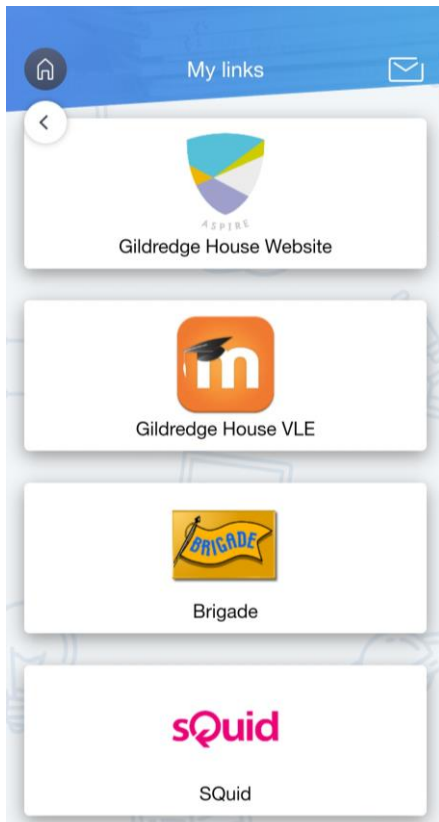 My links
ASPIRE
Gildredge House Website
m
Gildredge House VLE
BRIGADE
Brigade
sQuid
SQuid